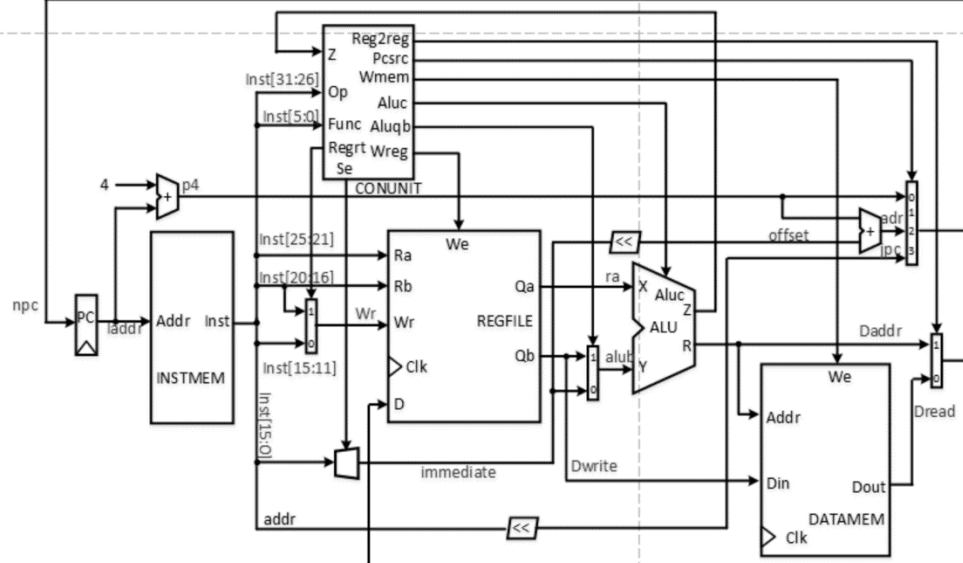 Reg2reg
Z
Pcsrc
Inst[31:26]
Wmem
Op
Aluc
Inst[5:0]
Func
Aluqb
Regrt
Wreg
Se
4
+
p4
CONUNIT
0
1
2
3
adr
+
offset
<<
jpc
Inst[25:21]
We
Ra
Inst[20:16]
Rb
Qa
ra
X
Aluc
Z
npc
PC
Iaddr
Addr
Inst
1
0
Wr
Wr
REGFILE
ALU
Daddr
R
1
0
Inst[15:11]
Clk
Qb
1
0
alub
Y
INSTMEM
We
D
Inst[15:0]
Addr
Dread
immediate
Dwrite
Din
Dout
addr
<<
DATAMEM
Clk